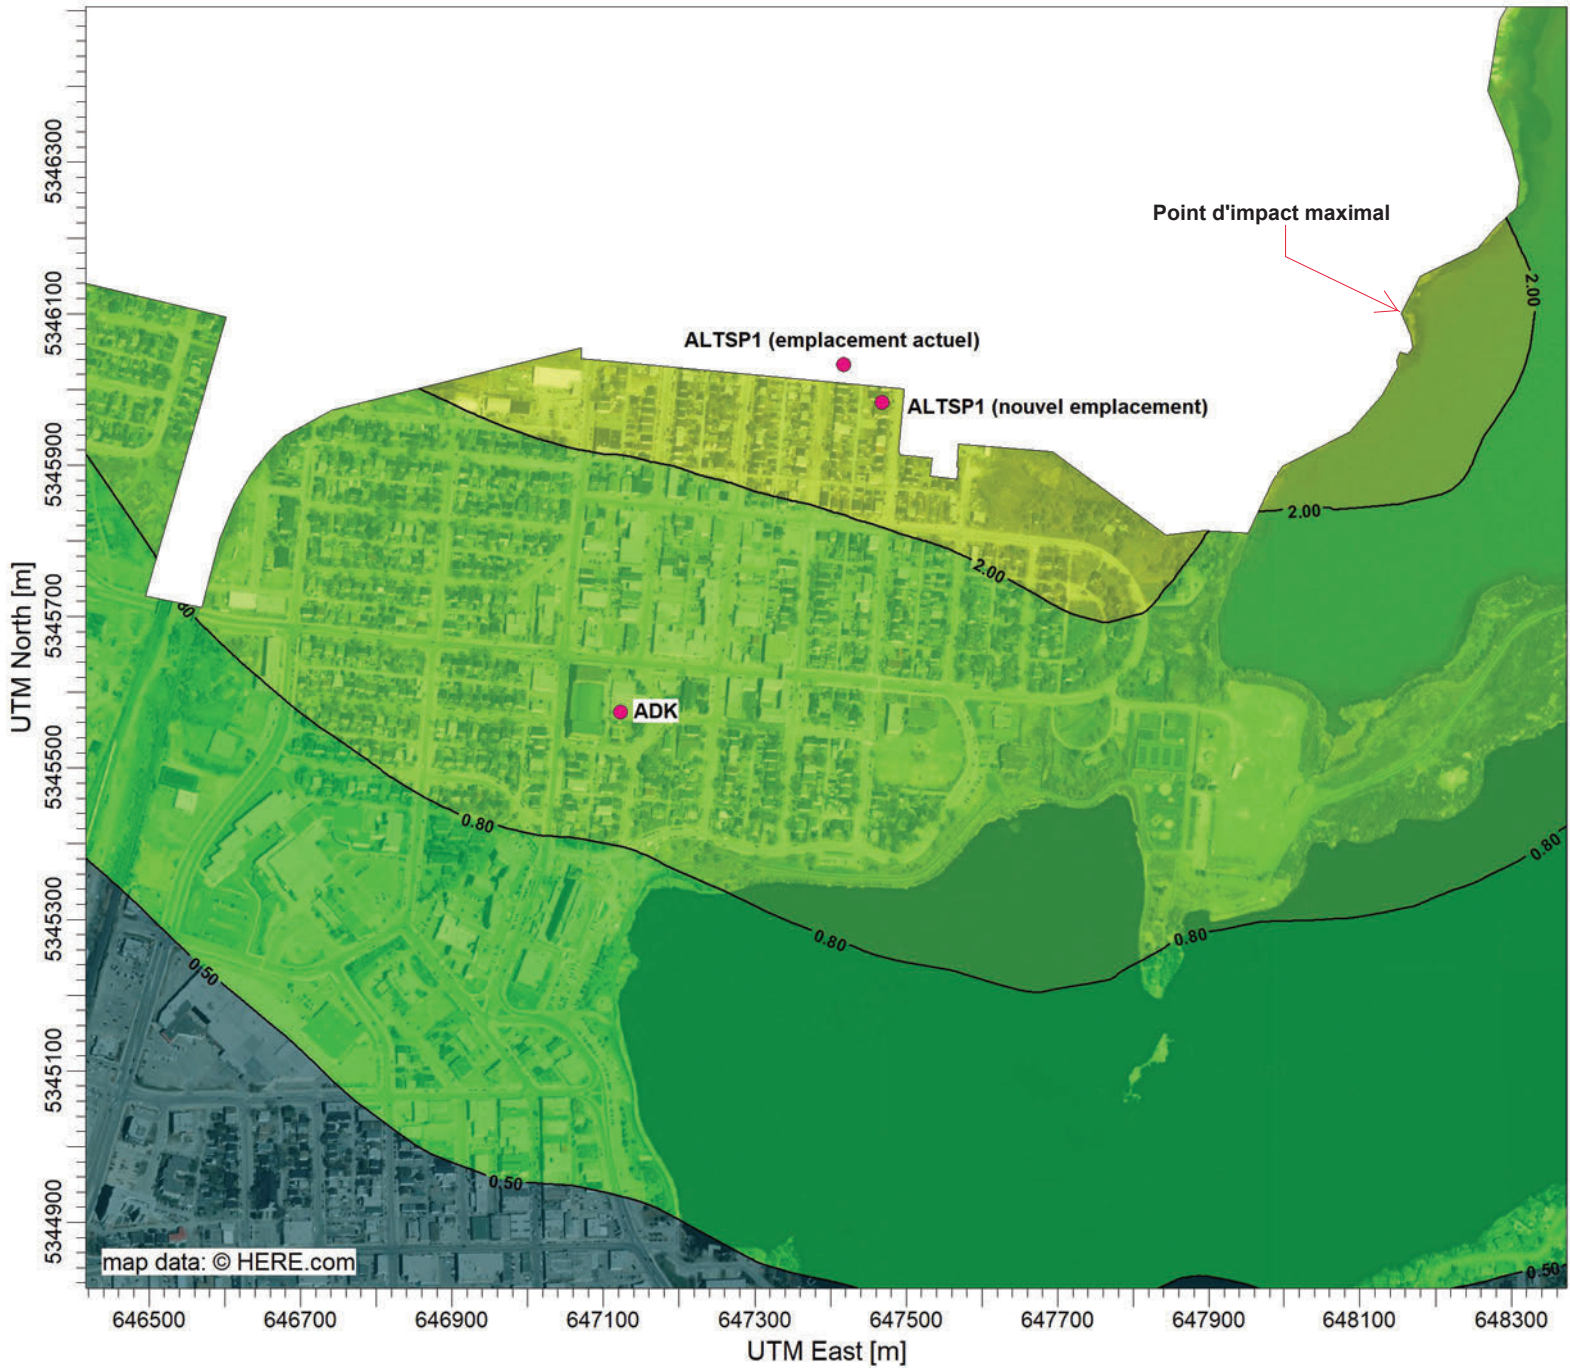 Point d'impact maximal
2.00
ALTSP1 (emplacement actuel)
ALTSP1 (nouvel emplacement)
2.00
2.00
80
ADK
0.80
0.80
0.80
0.80
0.50
0.50
0.50
map data: © HERE.com
UTM North [m]
5346300
5346100
5345900
5345700
5345500
5345300
5345100
5344900
646500 646700 646900 647100 647300 647500 647700 647900 648100 648300
UTM East [m]